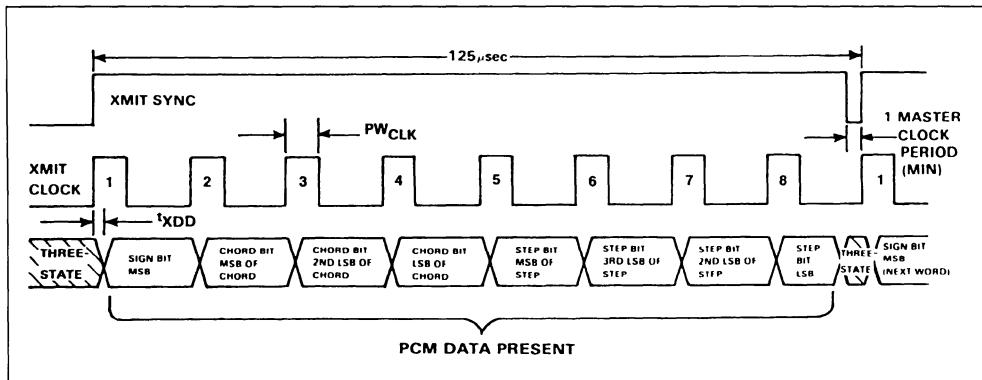 125µsec
XMIT SYNC
1 MASTER
CLOCK
PERIOD
(MIN)
PWCLK
XMIT
CLOCK
1 2 3 4 5 6 7 8 1
tXDD
THREE-
STATE
SIGN BIT
MSB
CHORD BIT
MSB OF
CHORD
CHORD BIT
2ND LSB OF
CHORD
CHORD BIT
LSB OF
CHORD
STEP BIT
MSB OF
STEP
STEP BIT
3RD LSB OF
STEP
STEP BIT
2ND LSB OF
STEP
STEP
BIT
LSB
THREE-
STATE
SIGN BIT
MSB
(NEXT WORD)
PCM DATA PRESENT